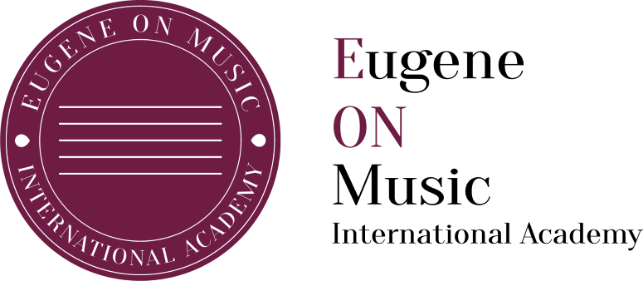 EUGENE ON MUSIC
INTERNATIONAL ACADEMY
Eugene
ON
Music
International Academy